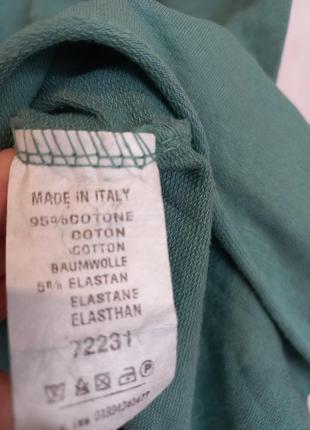 MADE IN ITALY
95%COTONE
COTON
COTTON
BAUMWOLLE
5% ELASTAN
ELASTANE
ELASTHAN
72231